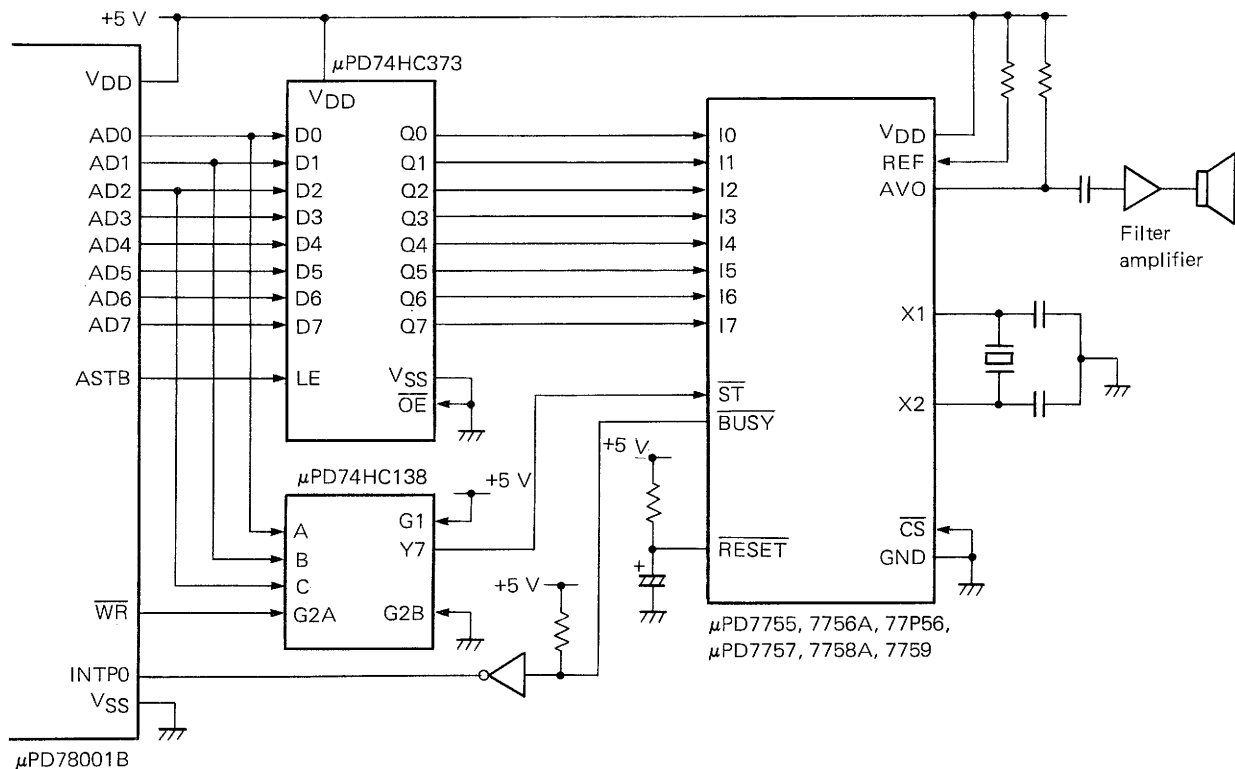 +5 V
μPD74HC373
VDD
VDD
AD0
AD1
AD2
AD3
AD4
AD5
AD6
AD7
ASTB
D0
D1
D2
D3
D4
D5
D6
D7
LE
Q0
Q1
Q2
Q3
Q4
Q5
Q6
Q7
VSS
OE
I0
I1
I2
I3
I4
I5
I6
I7
ST
BUSY
RESET
VDD
REF
AVO
X1
X2
CS
GND
Filter
amplifier
+5 V
+
μPD74HC138
+5 V
A
B
C
G2A
G1
Y7
G2B
+5 V
WR
INTP0
VSS
μPD7755, 7756A, 77P56,
μPD7757, 7758A, 7759
μPD78001B